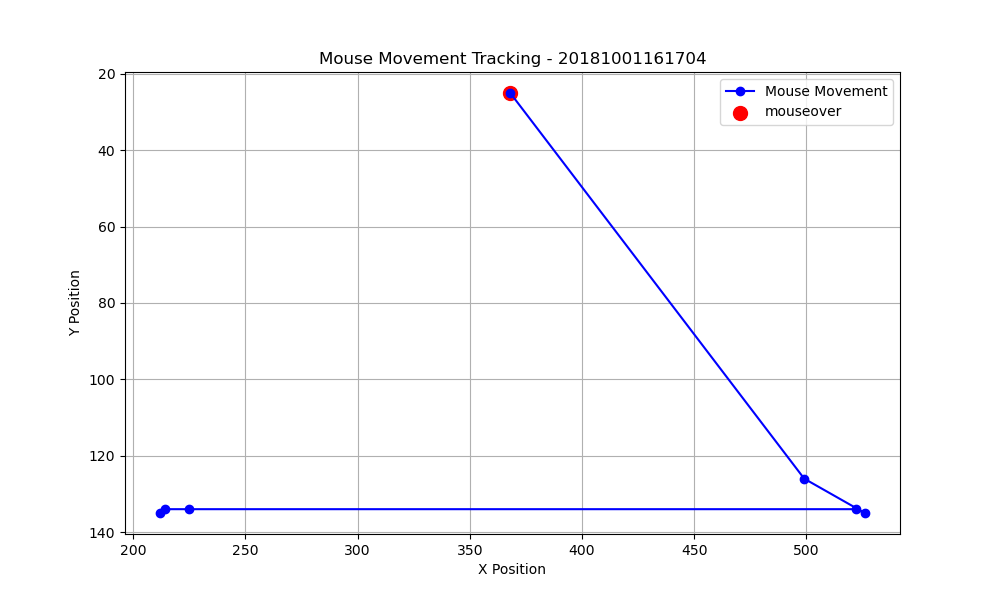 Mouse Movement Tracking - 20181001161704
Mouse Movement
mouseover
Y Position
20
40
60
80
100
120
140
200 250 300 350 400 450 500
X Position